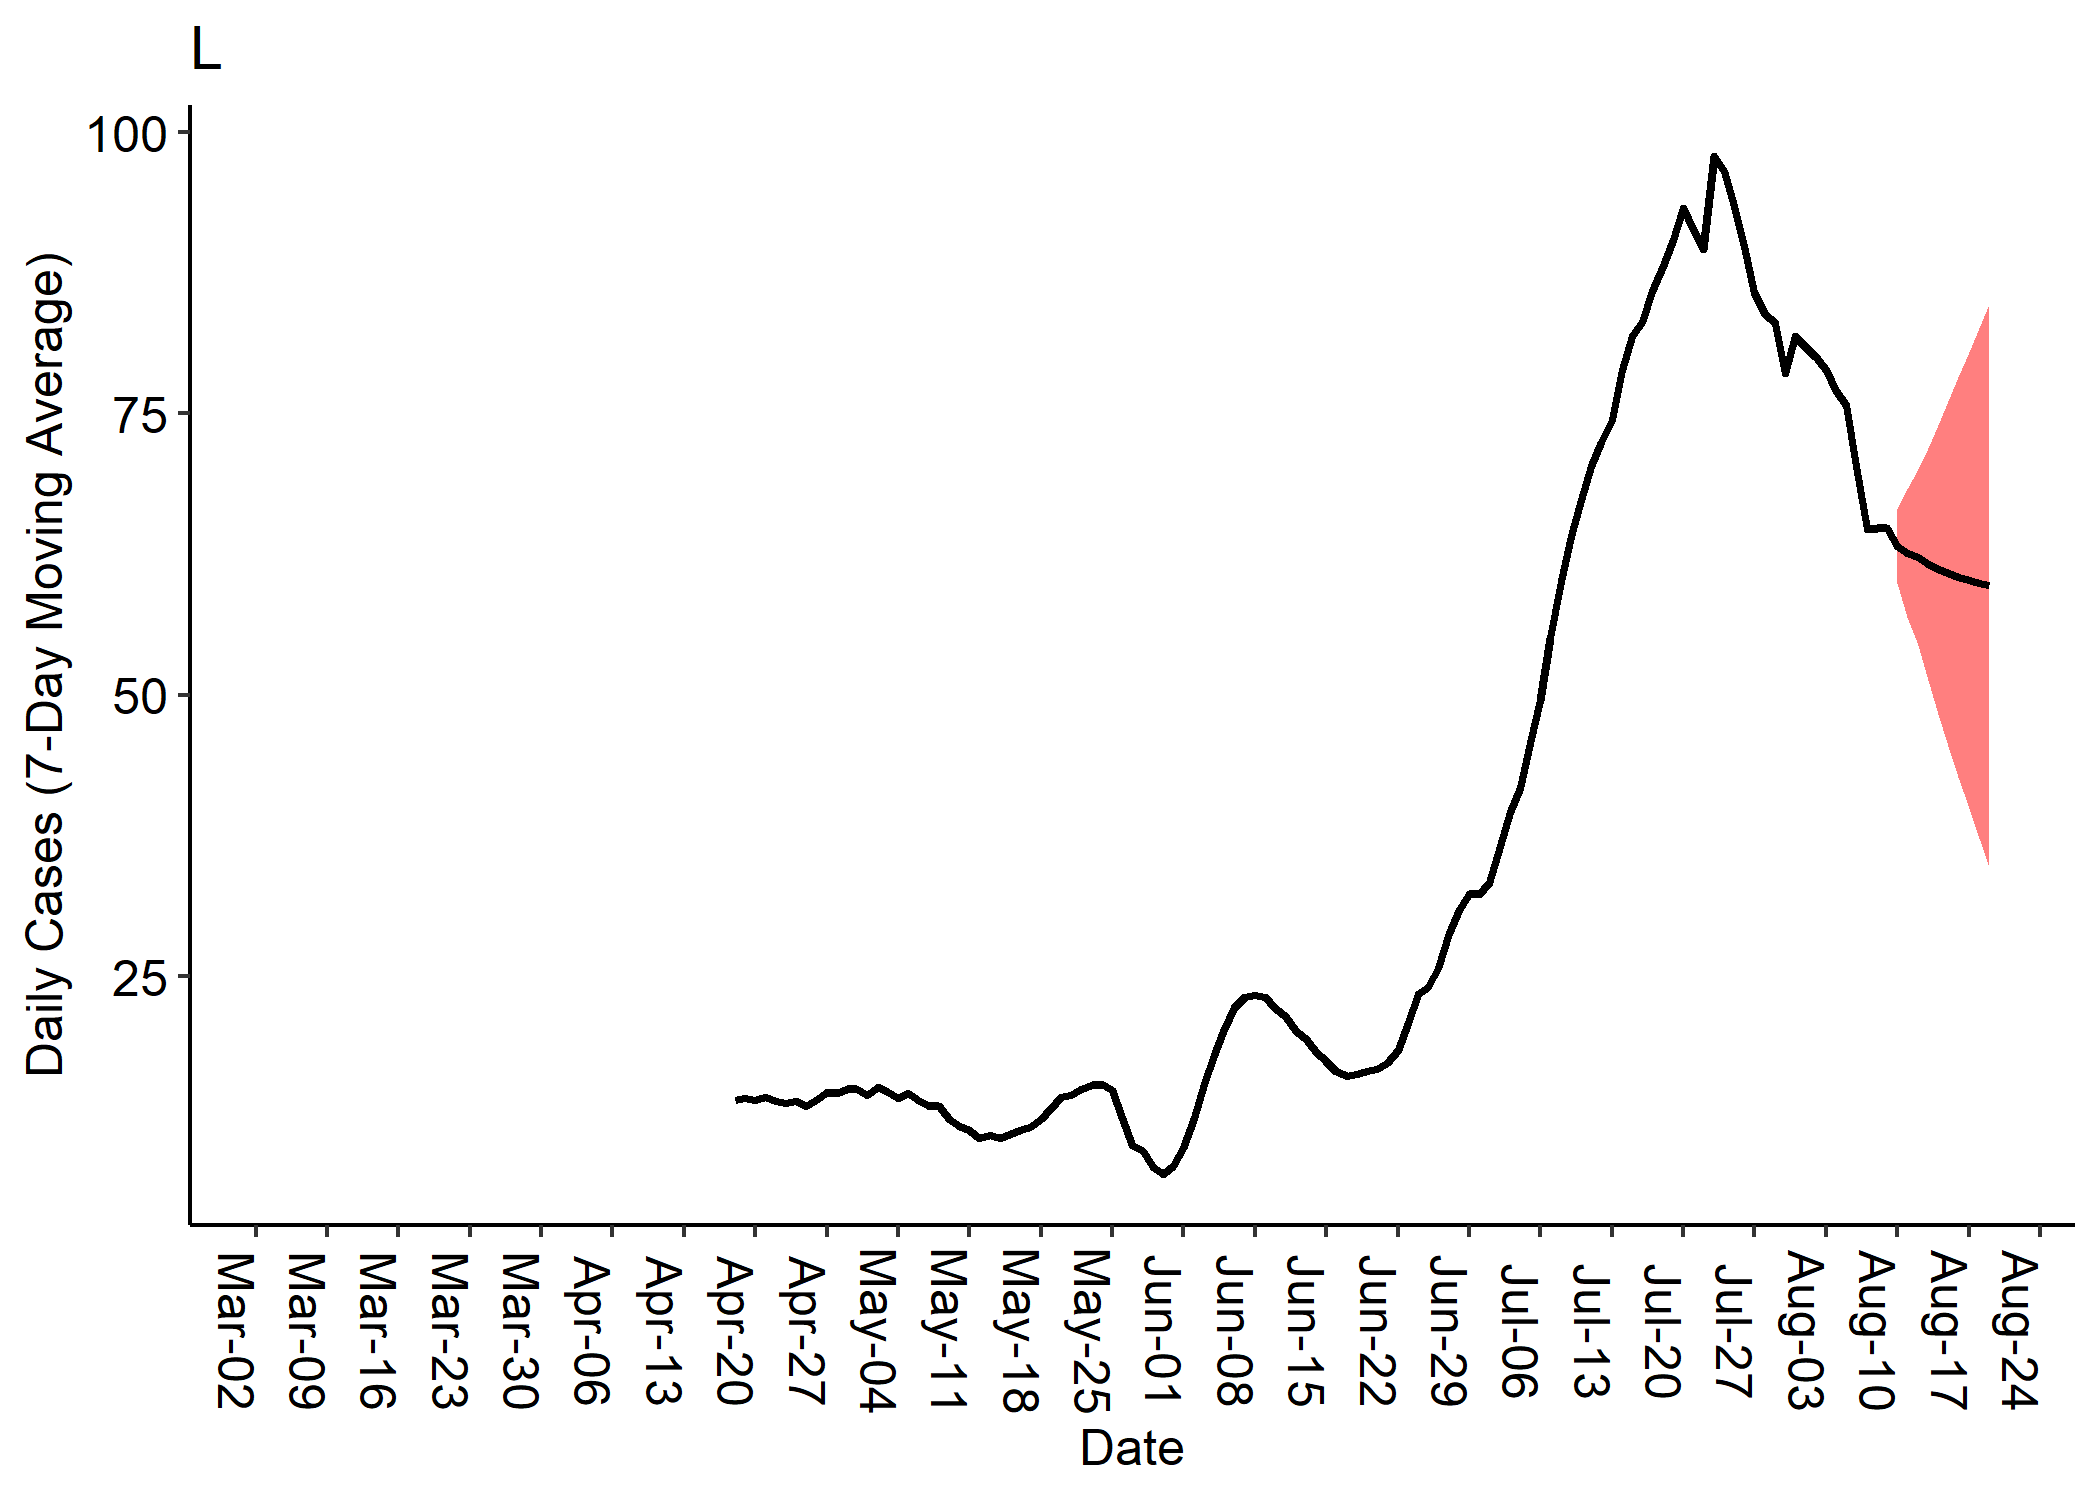 L
Daily Cases (7-Day Moving Average)
100
75
50
25
Mar-02
Mar-09
Mar-16
Mar-23
Mar-30
Apr-06
Apr-13
Apr-20
Apr-27
May-04
May-11
May-18
May-25
Jun-01
Jun-08
Jun-15
Jun-22
Jun-29
Jul-06
Jul-13
Jul-20
Jul-27
Aug-03
Aug-10
Aug-17
Aug-24
Date